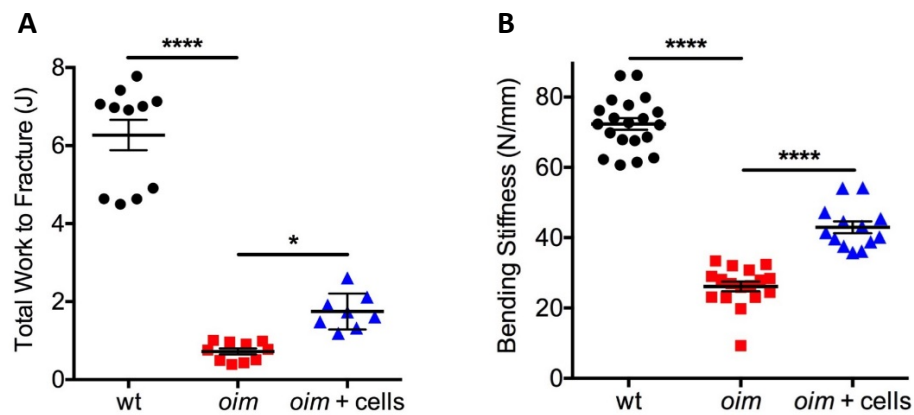 A
Total Work to Fracture (J)
8
6
4
2
0
****
*
wt
oim
oim + cells
B
Bending Stiffness (N/mm)
80
60
40
20
0
****
****
wt
oim
oim + cells